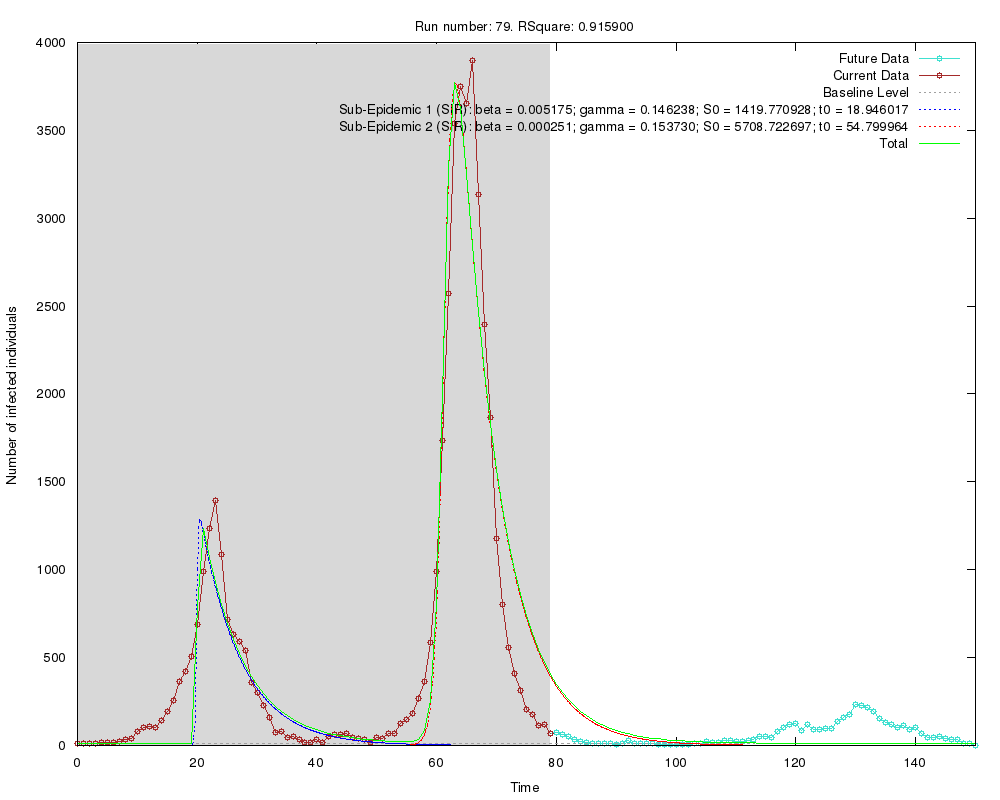 Run number: 79. RSquare: 0.915900
Future Data
Current Data
Baseline Level
Sub-Epidemic 1 (SIR): beta = 0.005175; gamma = 0.146238; S0 = 1419.770928; t0 = 18.946017
Sub-Epidemic 2 (SIR): beta = 0.000251; gamma = 0.153730; S0 = 5708.722697; t0 = 54.799964
Total
Number of infected individuals
4000
3500
3000
2500
2000
1500
1000
500
0
0 20 40 60 80 100 120 140
Time